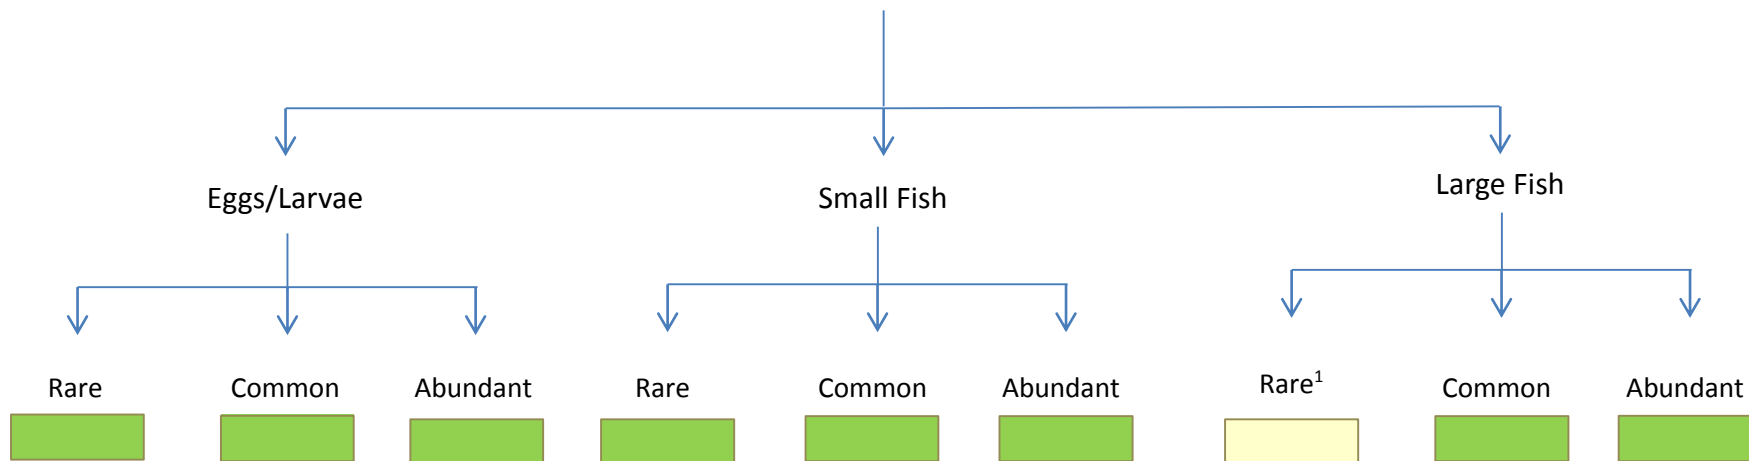 Eggs/Larvae
Small Fish
Large Fish
Rare
Common
Abundant
Rare
Common
Abundant
Rare¹
Common
Abundant